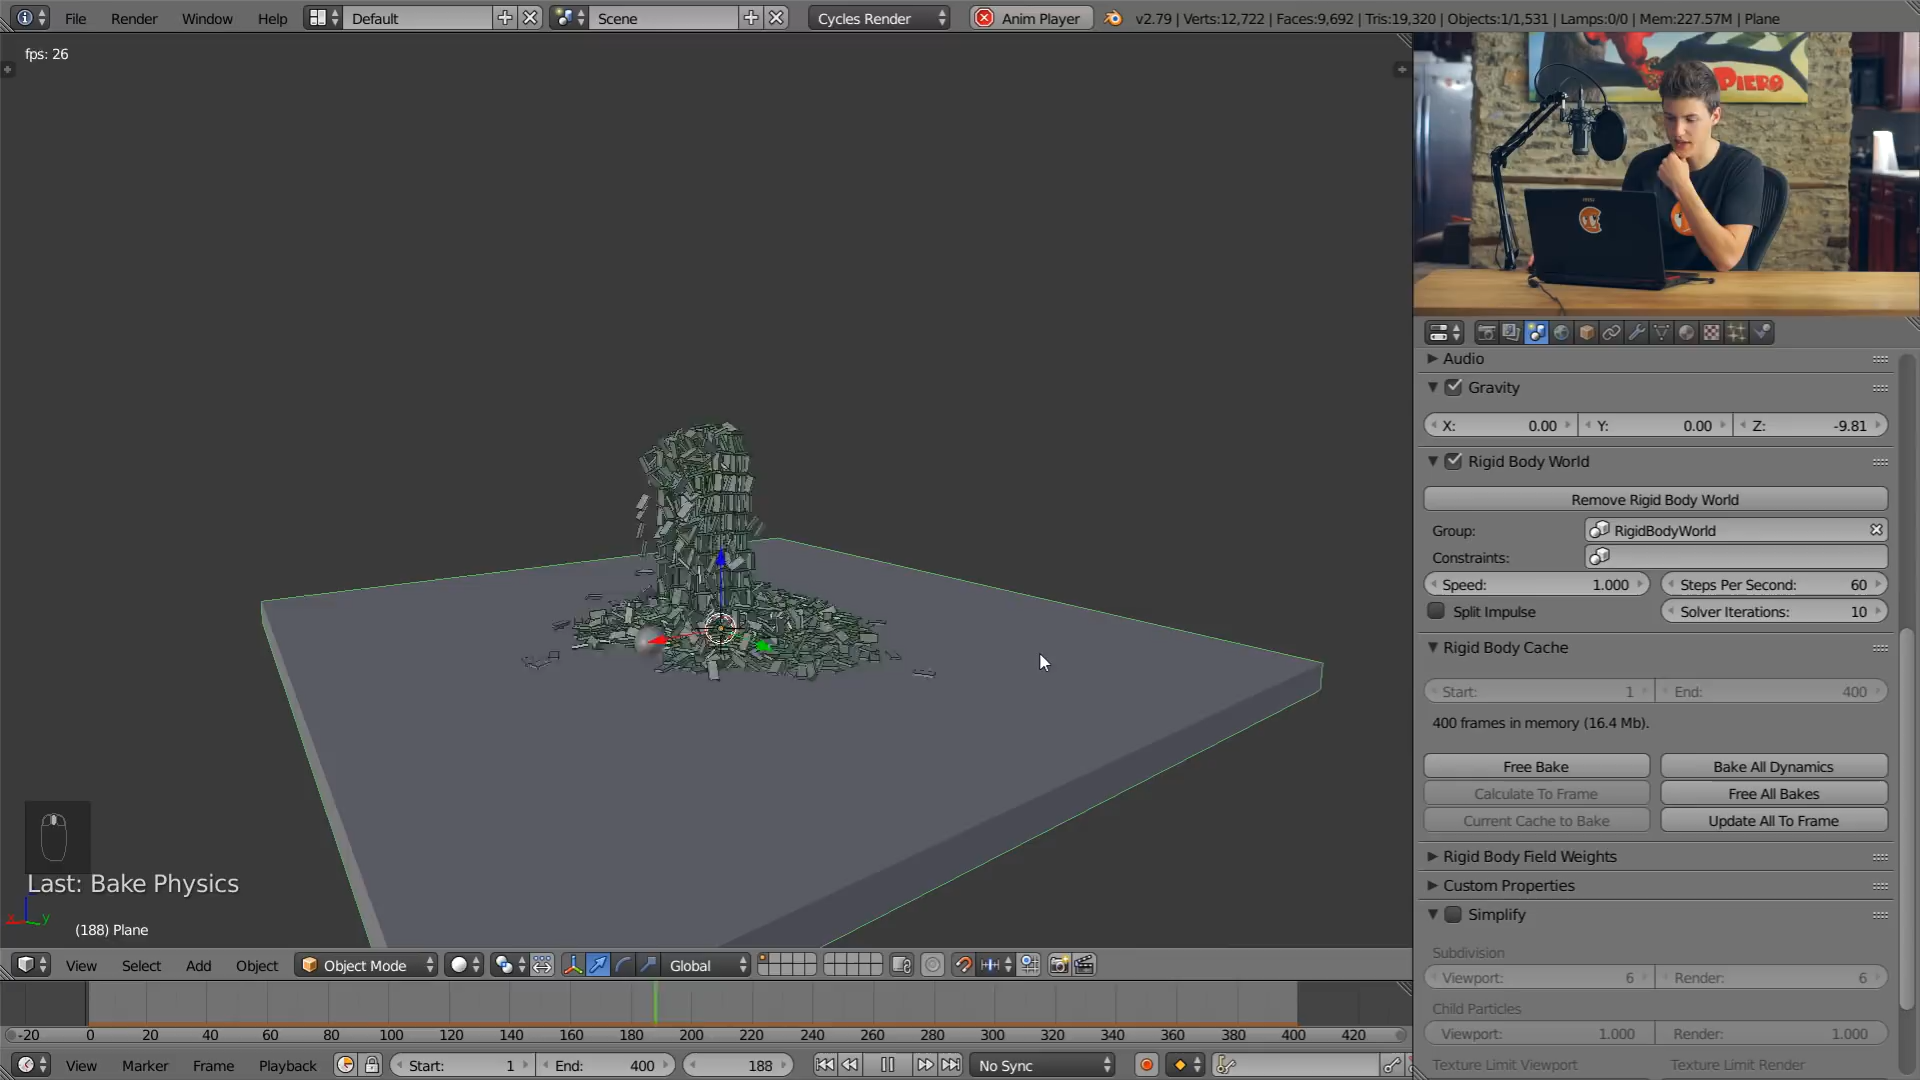 File Render Window Help Default Scene Cycles Render Anim Player v2.79 | Verts:12,722 | Faces:9,692 | Tris:19,320 | Objects:1/1,531 | Lamps:0/0 | Mem:227.57M | Plane
fps: 26
PIERO
Audio
Gravity
X: 0.00 Y: 0.00 Z: -9.81
Rigid Body World
Remove Rigid Body World
Group: RigidBodyWorld
Constraints:
Speed: 1.000 Steps Per Second: 60
Split Impulse Solver Iterations: 10
Rigid Body Cache
Start: 1 End: 400
400 frames in memory (16.4 Mb).
Free Bake Bake All Dynamics
Calculate To Frame Free All Bakes
Current Cache to Bake Update All To Frame
Rigid Body Field Weights
Custom Properties
Simplify
Subdivision
Viewport: 6 Render: 6
Child Particles
Viewport: 1.000 Render: 1.000
Texture Limit Viewport Texture Limit Render
Last: Bake Physics
x y
(188) Plane
View Select Add Object Object Mode Global
-20 0 20 40 60 80 100 120 140 160 180 200 220 240 260 280 300 320 340 360 380 400 420
View Marker Frame Playback Start: 1 End: 400 188 No Sync